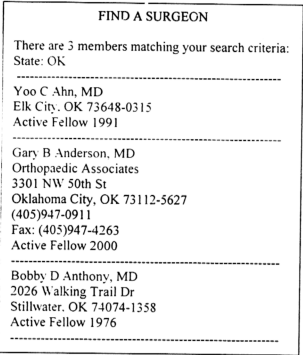 FIND A SURGEON
There are 3 members matching your search criteria:
State: OK
Yoo C Ahn, MD
Elk City, OK 73648-0315
Active Fellow 1991
Gary B Anderson, MD
Orthopaedic Associates
3301 NW 50th St
Oklahoma City, OK 73112-5627
(405)947-0911
Fax: (405)947-4263
Active Fellow 2000
Bobby D Anthony, MD
2026 Walking Trail Dr
Stillwater, OK 74074-1358
Active Fellow 1976